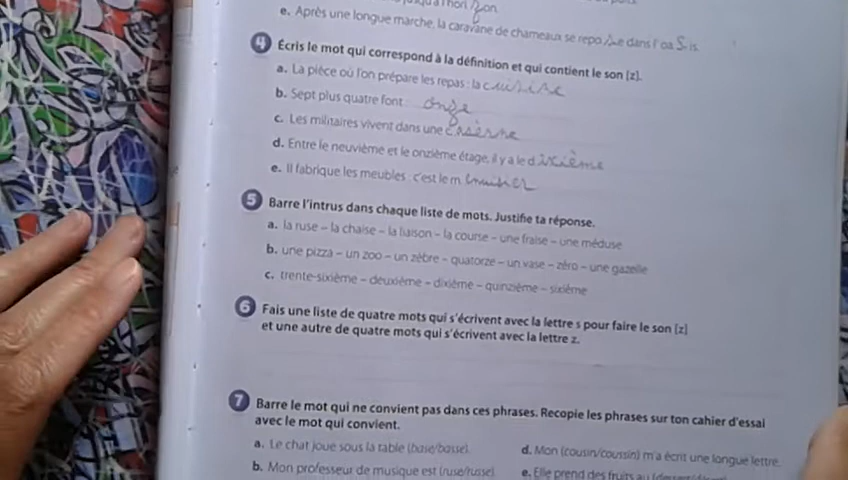 e. Après une longue marche, la caravane de chameaux se repose dans l'oasis
4 Écris le mot qui correspond à la définition et qui contient le son [z].
a. La pièce où l'on prépare les repas : la cuisine
b. Sept plus quatre font onze
c. Les militaires vivent dans une caserne
d. Entre le neuvième et le onzième étage, il y a le dixième
e. Il fabrique les meubles : c'est le m
5 Barre l'intrus dans chaque liste de mots. Justifie ta réponse.
a. la ruse – la chaise – la liaison – la course – une fraise – une méduse
b. une pizza – un zoo – un zèbre – quatorze – un vase – zéro – une gazelle
c. trente-sixième – deuxième – dixième – quinzième – sixième
6 Fais une liste de quatre mots qui s'écrivent avec la lettre s pour faire le son [z]
et une autre de quatre mots qui s'écrivent avec la lettre z.
7 Barre le mot qui ne convient pas dans ces phrases. Recopie les phrases sur ton cahier d'essai
avec le mot qui convient.
a. Le chat joue sous la table (base/basse).
d. Mon (cousin/coussin) m'a écrit une longue lettre.
b. Mon professeur de musique est (ruse/russe).
e. Elle prend des fruits au